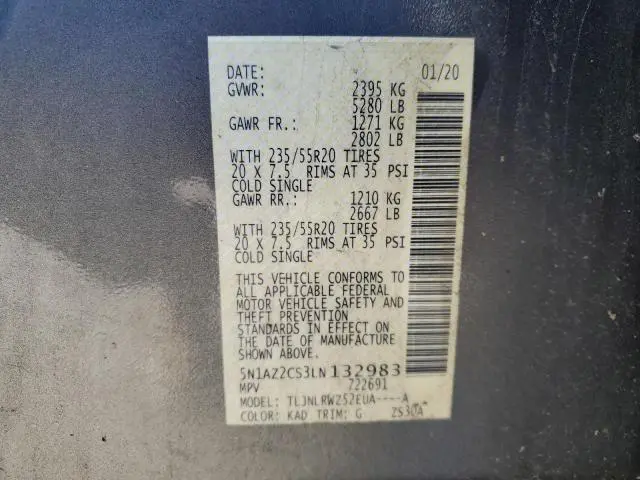 DATE: 01/20
GVWR: 2395 KG
5280 LB
GAWR FR.: 1271 KG
2802 LB
WITH 235/55R20 TIRES
20 X 7.5 RIMS AT 35 PSI
COLD SINGLE
GAWR RR.: 1210 KG
2667 LB
WITH 235/55R20 TIRES
20 X 7.5 RIMS AT 35 PSI
COLD SINGLE
THIS VEHICLE CONFORMS TO
ALL APPLICABLE FEDERAL
MOTOR VEHICLE SAFETY AND
THEFT PREVENTION
STANDARDS IN EFFECT ON
THE DATE OF MANUFACTURE
SHOWN ABOVE.
5N1AZ2CS3LN132983
MPV 722691
MODEL: TLJNLRWZ52EUA----A
COLOR: KAD TRIM: G ZS30A